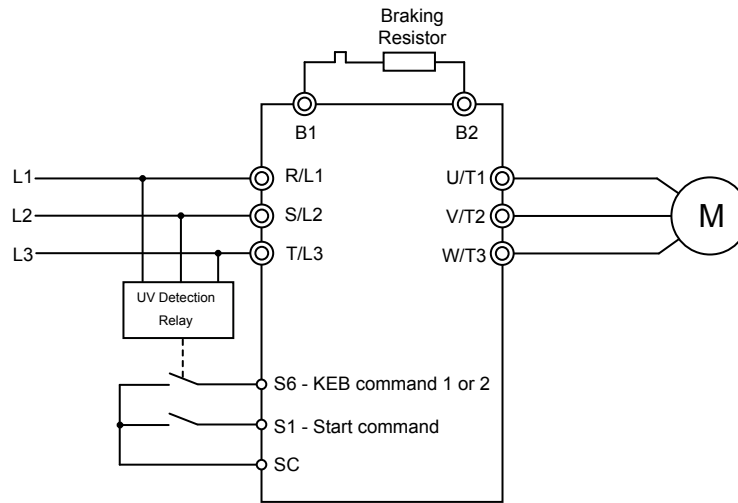 Braking
Resistor
B1
B2
L1
R/L1
U/T1
L2
S/L2
V/T2
M
L3
T/L3
W/T3
UV Detection
Relay
S6 - KEB command 1 or 2
S1 - Start command
SC